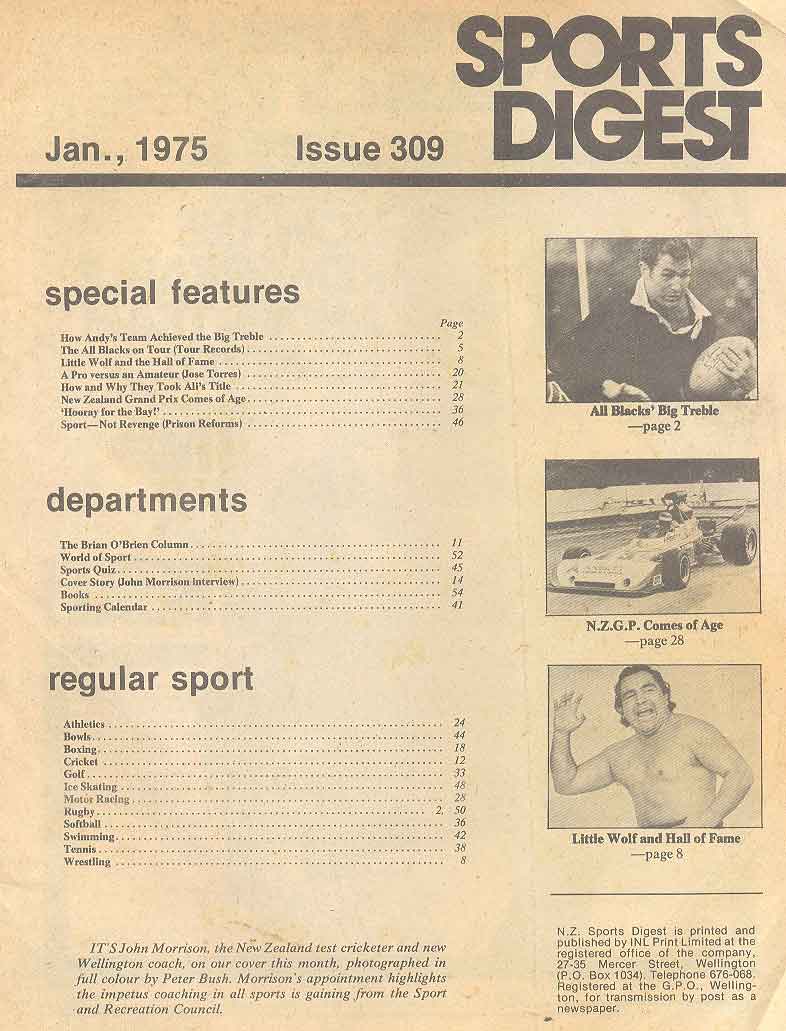 SPORTS
DIGEST
Jan., 1975 Issue 309
special features
Page
How Andy's Team Achieved the Big Treble 2
The All Blacks on Tour (Tour Records) 5
Little Wolf and the Hall of Fame 8
A Pro versus an Amateur (Jose Torres) 20
How and Why They Took Ali's Title 21
New Zealand Grand Prix Comes of Age 28
'Hooray for the Bay!' 36
Sport—Not Revenge (Prison Reforms) 46
departments
The Brian O'Brien Column 11
World of Sport 52
Sports Quiz 45
Cover Story (John Morrison interview) 14
Books 54
Sporting Calendar 41
regular sport
Athletics 24
Bowls 44
Boxing 18
Cricket 12
Golf 33
Ice Skating 48
Motor Racing 28
Rugby 2, 50
Softball 36
Swimming 42
Tennis 38
Wrestling 8
IT'S John Morrison, the New Zealand test cricketer and new
Wellington coach, on our cover this month, photographed in
full colour by Peter Bush. Morrison's appointment highlights
the impetus coaching in all sports is gaining from the Sport
and Recreation Council.
All Blacks' Big Treble
—page 2
N.Z.G.P. Comes of Age
—page 28
Little Wolf and Hall of Fame
—page 8
N.Z. Sports Digest is printed and
published by INL Print Limited at the
registered office of the company,
27-35 Mercer Street, Wellington
(P.O. Box 1034). Telephone 676-068.
Registered at the G.P.O., Welling-
ton, for transmission by post as a
newspaper.